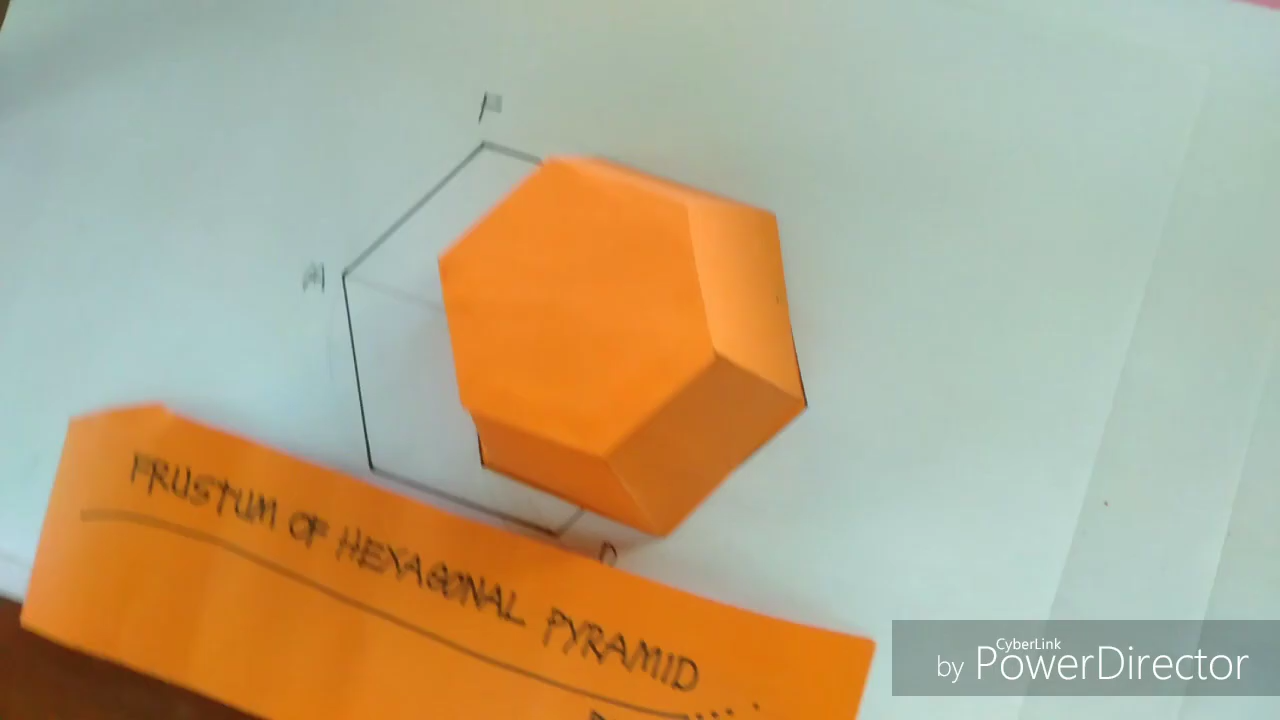 F
A
D
FRUSTUM OF HEXAGONAL PYRAMID
CyberLink
by PowerDirector